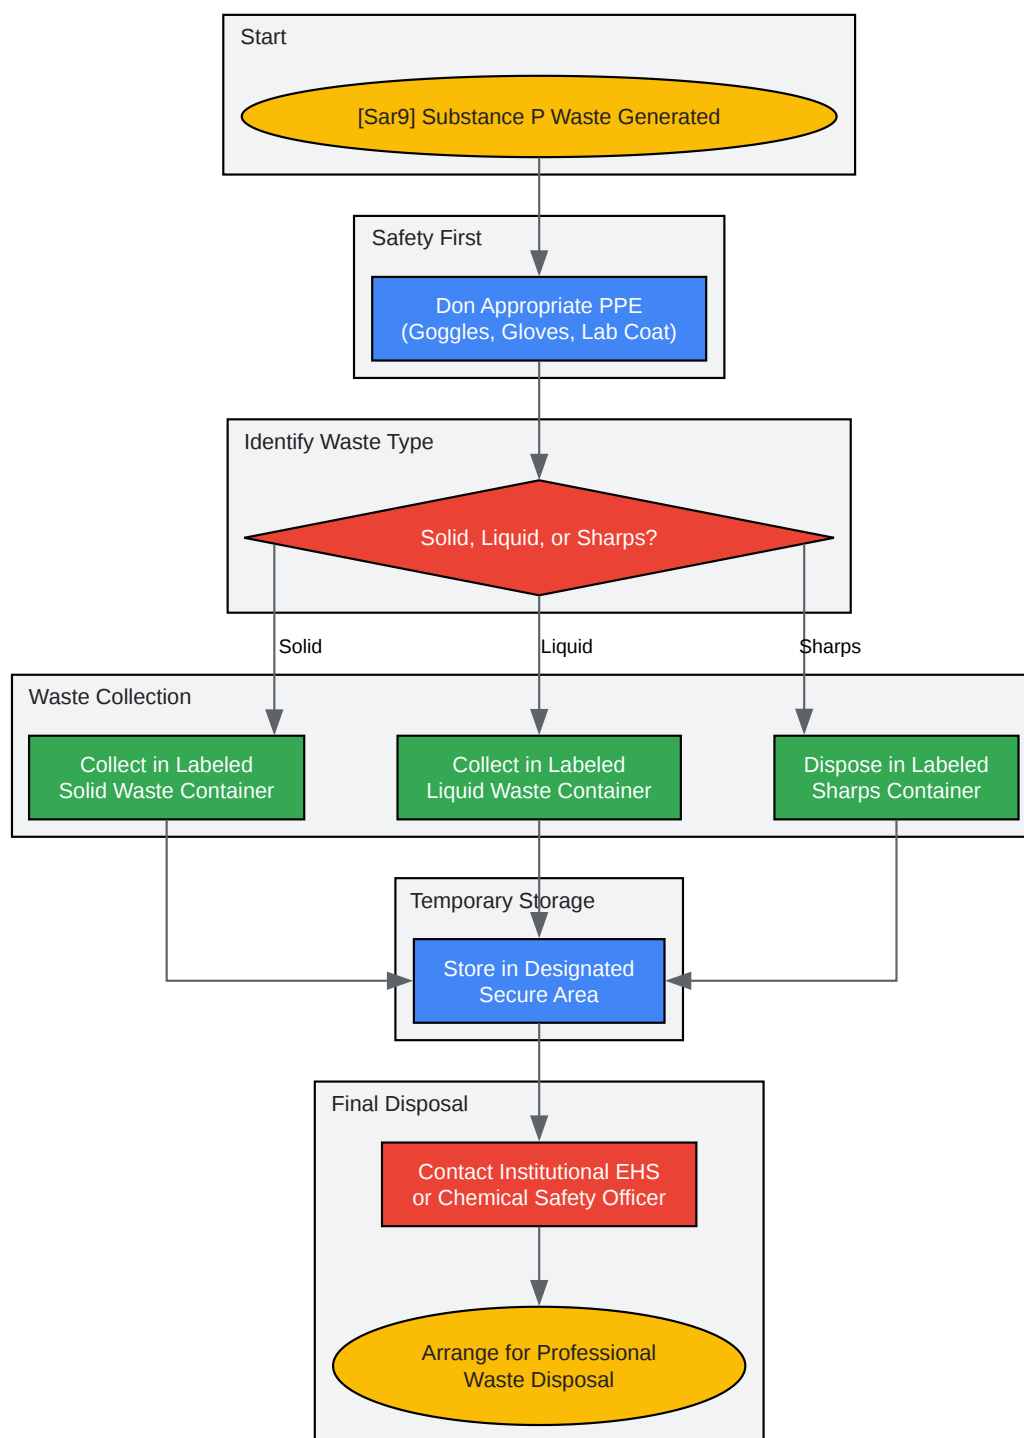 Start
[Sar9] Substance P Waste Generated
Safety First
Don Appropriate PPE
(Goggles, Gloves, Lab Coat)
Identify Waste Type
Solid, Liquid, or Sharps?
Solid
Liquid
Sharps
Waste Collection
Collect in Labeled
Solid Waste Container
Collect in Labeled
Liquid Waste Container
Dispose in Labeled
Sharps Container
Temporary Storage
Store in Designated
Secure Area
Final Disposal
Contact Institutional EHS
or Chemical Safety Officer
Arrange for Professional
Waste Disposal